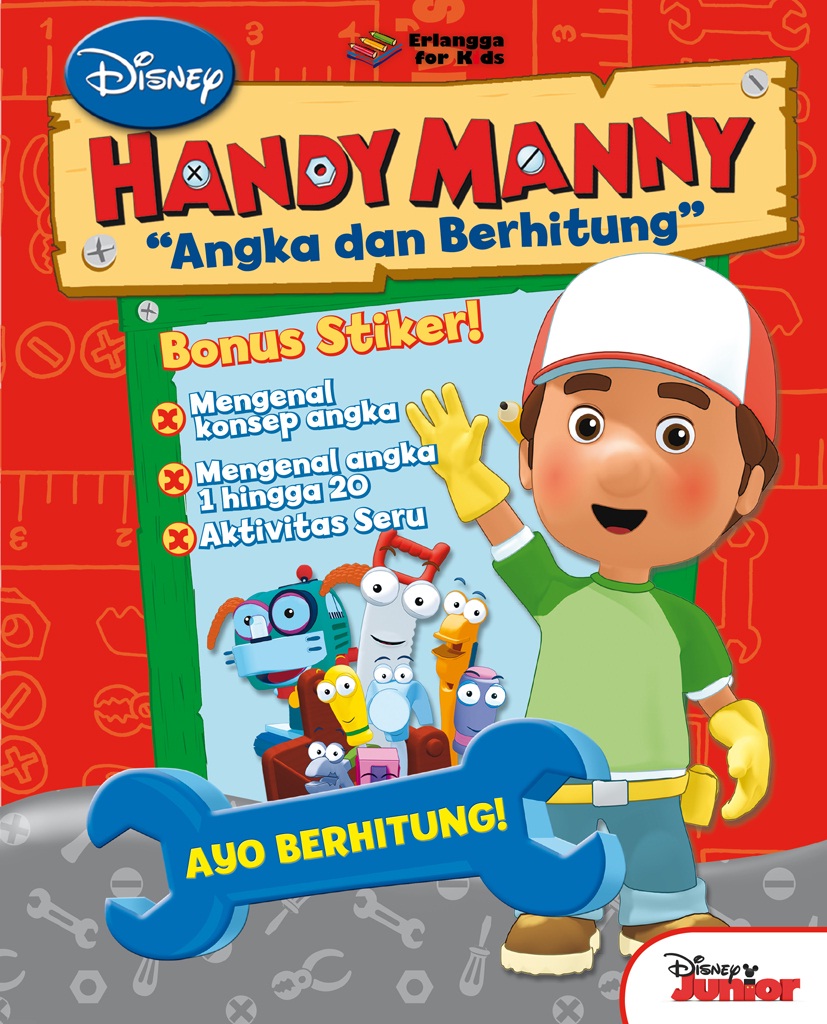 Disney
Erlangga
for K ds
HANDY MANNY
“Angka dan Berhitung”
Bonus Stiker!
Mengenal
konsep angka
Mengenal angka
1 hingga 20
Aktivitas Seru
AYO BERHITUNG!
Disney
Junior